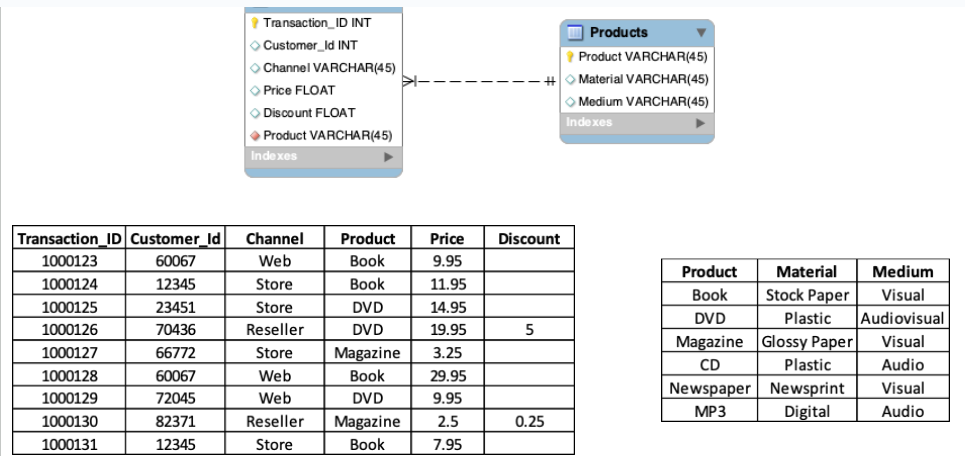 Transaction_ID INT
Customer_Id INT
Channel VARCHAR(45)
Price FLOAT
Discount FLOAT
Product VARCHAR(45)
Indexes
Products
Product VARCHAR(45)
Material VARCHAR(45)
Medium VARCHAR(45)
Indexes
Transaction_ID Customer_Id Channel Product Price Discount
1000123 60067 Web Book 9.95
1000124 12345 Store Book 11.95
1000125 23451 Store DVD 14.95
1000126 70436 Reseller DVD 19.95 5
1000127 66772 Store Magazine 3.25
1000128 60067 Web Book 29.95
1000129 72045 Web DVD 9.95
1000130 82371 Reseller Magazine 2.5 0.25
1000131 12345 Store Book 7.95
Product Material Medium
Book Stock Paper Visual
DVD Plastic Audiovisual
Magazine Glossy Paper Visual
CD Plastic Audio
Newspaper Newsprint Visual
MP3 Digital Audio